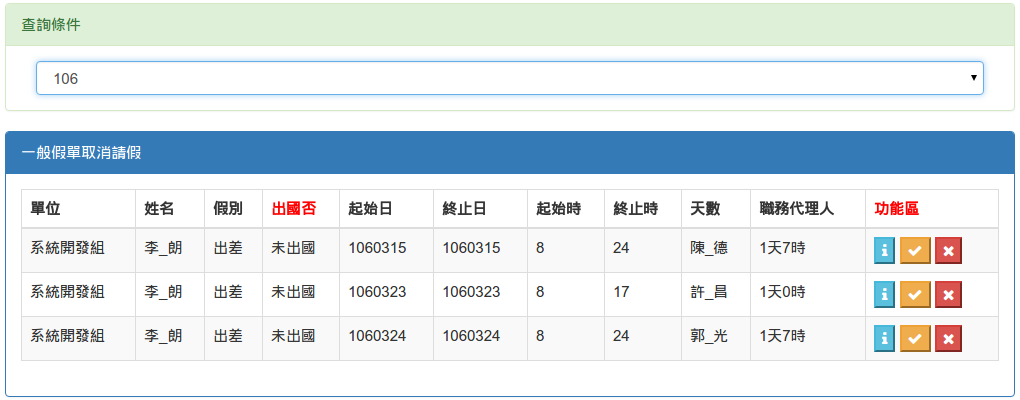 查詢條件
106
一般假單取消請假
單位 姓名 假別 出國否 起始日 終止日 起始時 終止時 天數 職務代理人 功能區
系統開發組 李_朗 出差 未出國 1060315 1060315 8 24 陳_德 1天7時
系統開發組 李_朗 出差 未出國 1060323 1060323 8 17 許_昌 1天0時
系統開發組 李_朗 出差 未出國 1060324 1060324 8 24 郭_光 1天7時